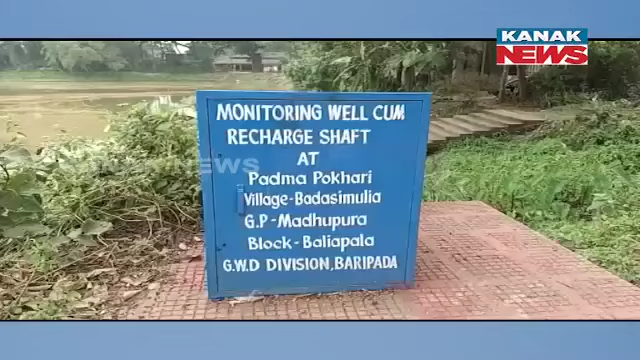 KANAK
NEWS
MONITORING WELL CUM
RECHARGE SHAFT
AT
Padma Pokhari
Village-Badasimulia
G.P-Madhupura
Block-Baliapala
G.W.D DIVISION, BARIPADA